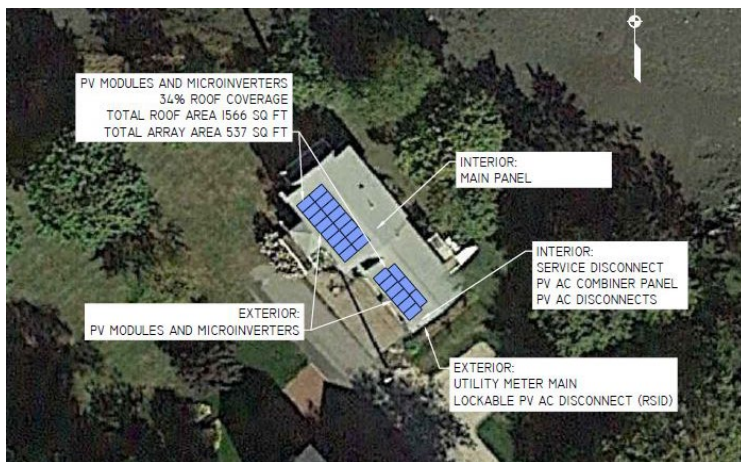 PV MODULES AND MICROINVERTERS
34% ROOF COVERAGE
TOTAL ROOF AREA 1566 SQ FT
TOTAL ARRAY AREA 537 SQ FT
INTERIOR:
MAIN PANEL
INTERIOR:
SERVICE DISCONNECT
PV AC COMBINER PANEL
PV AC DISCONNECTS
EXTERIOR:
PV MODULES AND MICROINVERTERS
EXTERIOR:
UTILITY METER MAIN
LOCKABLE PV AC DISCONNECT (RSID)